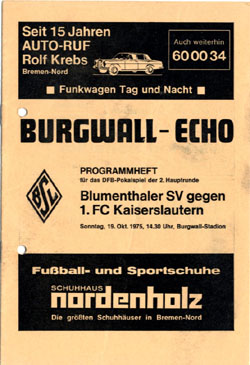 Seit 15 Jahren
AUTO-RUF
Rolf Krebs
Bremen-Nord
Auch weiterhin
60 00 34
Funkwagen Tag und Nacht
BURGWALL-ECHO
PROGRAMMHEFT
für das DFB-Pokalspiel der 2. Hauptrunde
BSV
Blumenthaler SV gegen
1. FC Kaiserslautern
Sonntag, 19. Okt. 1975, 14.30 Uhr, Burgwall-Stadion
Fußball- und Sportschuhe
SCHUHHAUS
nordenholz
Die größten Schuhhäuser in Bremen-Nord